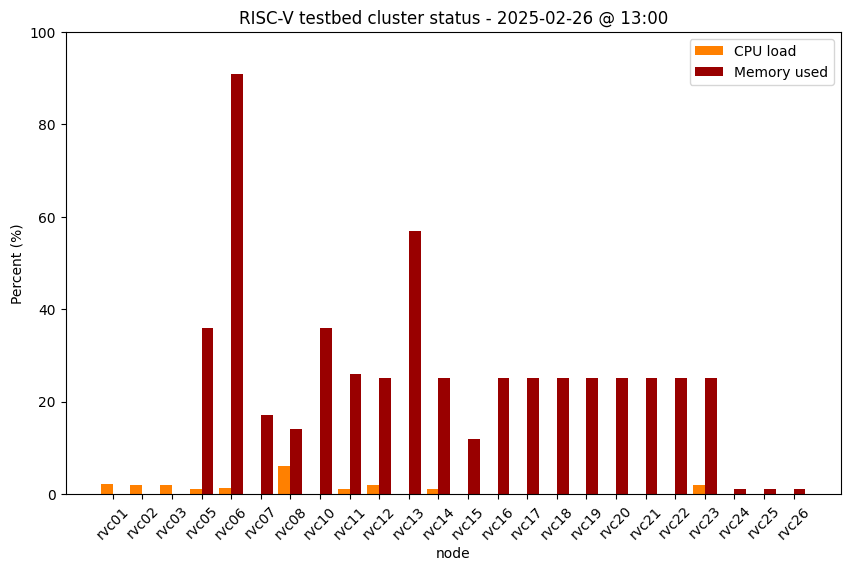 RISC-V testbed cluster status - 2025-02-26 @ 13:00
CPU load
Memory used
Percent (%)
100
80
60
40
20
0
rvc01 rvc02 rvc03 rvc05 rvc06 rvc07 rvc08 rvc10 rvc11 rvc12 rvc13 rvc14 rvc15 rvc16 rvc17 rvc18 rvc19 rvc20 rvc21 rvc22 rvc23 rvc24 rvc25 rvc26
node